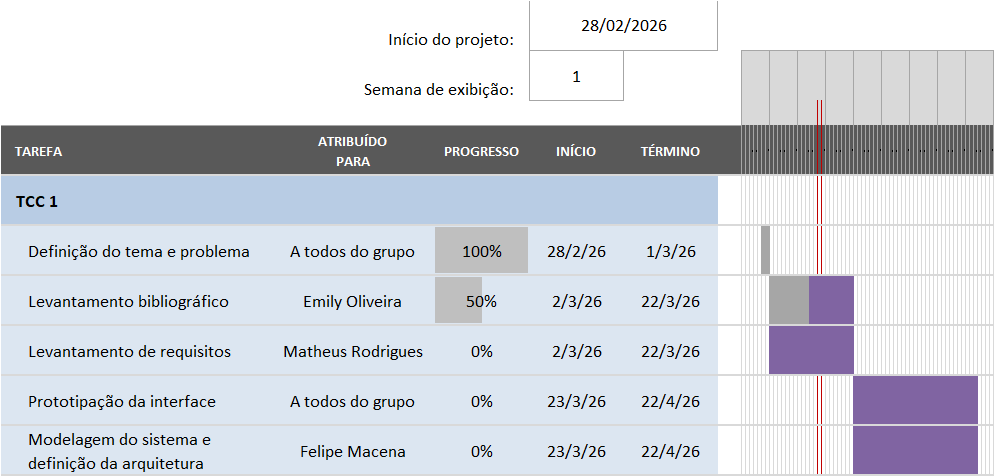 Início do projeto: 28/02/2026
Semana de exibição: 1
TAREFA ATRIBUÍDO PARA PROGRESSO INÍCIO TÉRMINO
TCC 1
Definição do tema e problema A todos do grupo 100% 28/2/26 1/3/26
Levantamento bibliográfico Emily Oliveira 50% 2/3/26 22/3/26
Levantamento de requisitos Matheus Rodrigues 0% 2/3/26 22/3/26
Prototipação da interface A todos do grupo 0% 23/3/26 22/4/26
Modelagem do sistema e
definição da arquitetura Felipe Macena 0% 23/3/26 22/4/26